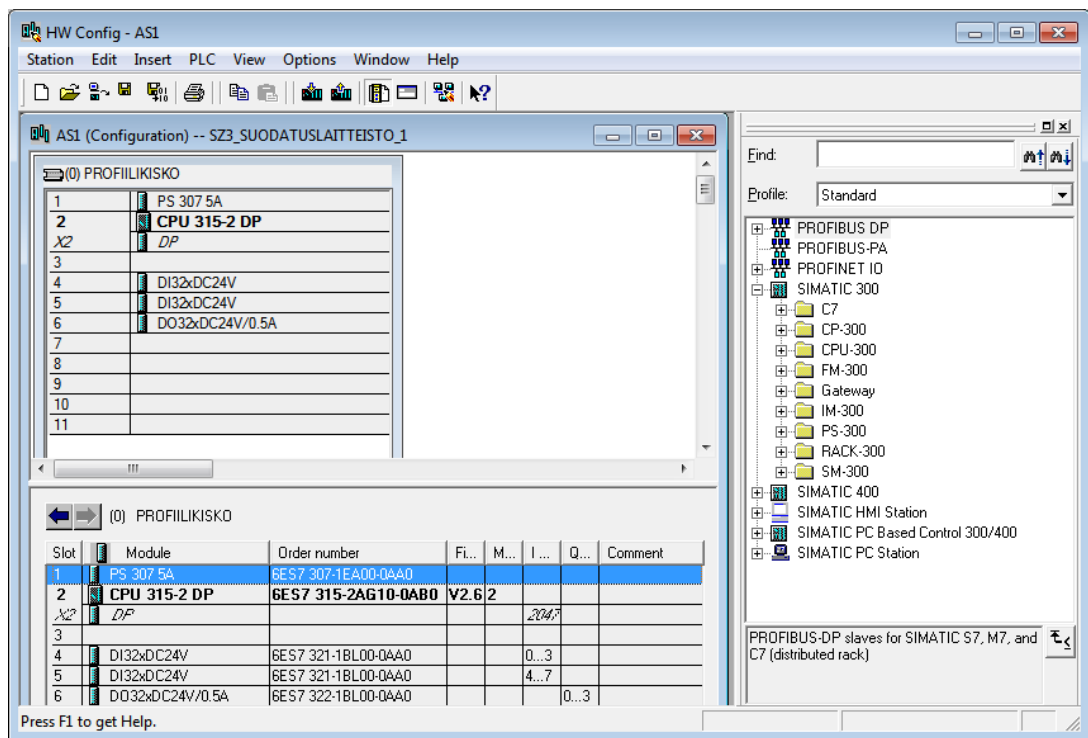 HW Config - AS1
Station Edit Insert PLC View Options Window Help
AS1 (Configuration) -- SZ3_SUODATUSLAITTEISTO_1
(0) PROFIILIKISKO
1 PS 307 5A
2 CPU 315-2 DP
X2 DP
3
4 DI32xDC24V
5 DI32xDC24V
6 DO32xDC24V/0.5A
7
8
9
10
11
(0) PROFIILIKISKO
Slot Module Order number Fi... M... I ... Q... Comment
1 PS 307 5A 6ES7 307-1EA00-0AA0
2 CPU 315-2 DP 6ES7 315-2AG10-0AB0 V2.6 2
X2 DP 2047
3
4 DI32xDC24V 6ES7 321-1BL00-0AA0 0...3
5 DI32xDC24V 6ES7 321-1BL00-0AA0 4...7
6 DO32xDC24V/0.5A 6ES7 322-1BL00-0AA0 0...3
Find:
Profile: Standard
PROFIBUS DP
PROFIBUS-PA
PROFINET IO
SIMATIC 300
C7
CP-300
CPU-300
FM-300
Gateway
IM-300
PS-300
RACK-300
SM-300
SIMATIC 400
SIMATIC HMI Station
SIMATIC PC Based Control 300/400
SIMATIC PC Station
PROFIBUS-DP slaves for SIMATIC S7, M7, and
C7 (distributed rack)
Press F1 to get Help.